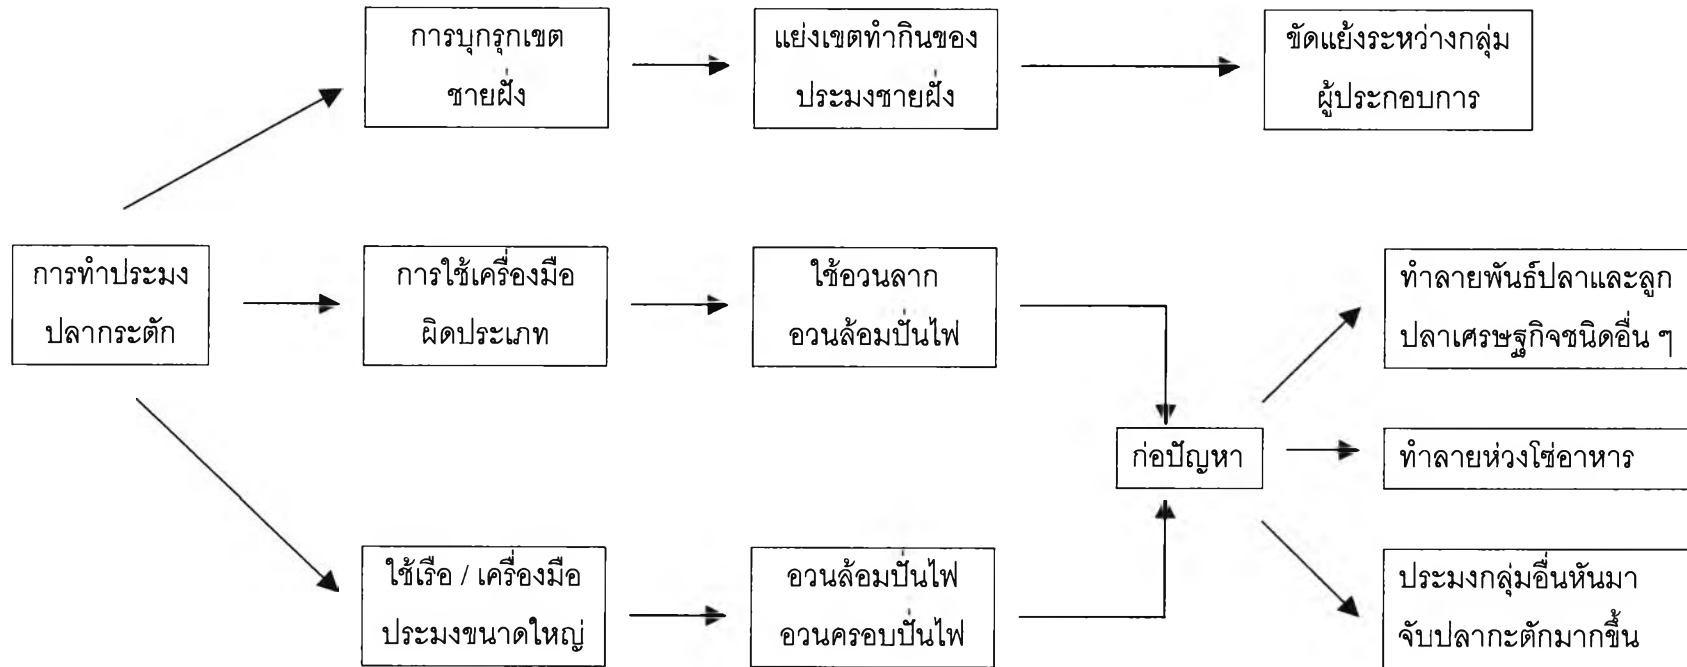 การบุกรุกเขต
ชายฝั่ง
แย่งเขตทำกินของ
ประมงชายฝั่ง
ขัดแย้งระหว่างกลุ่ม
ผู้ประกอบการ
การทำประมง
ปลากระตัก
การใช้เครื่องมือ
ผิดประเภท
ใช้อวนลาก
อวนล้อมปั่นไฟ
ทำลายพันธ์ปลาและลูก
ปลาเศรษฐกิจชนิดอื่น ๆ
ก่อปัญหา
ทำลายห่วงโซ่อาหาร
ใช้เรือ / เครื่องมือ
ประมงขนาดใหญ่
อวนล้อมปั่นไฟ
อวนครอบปั่นไฟ
ประมงกลุ่มอื่นหันมา
จับปลากะตักมากขึ้น